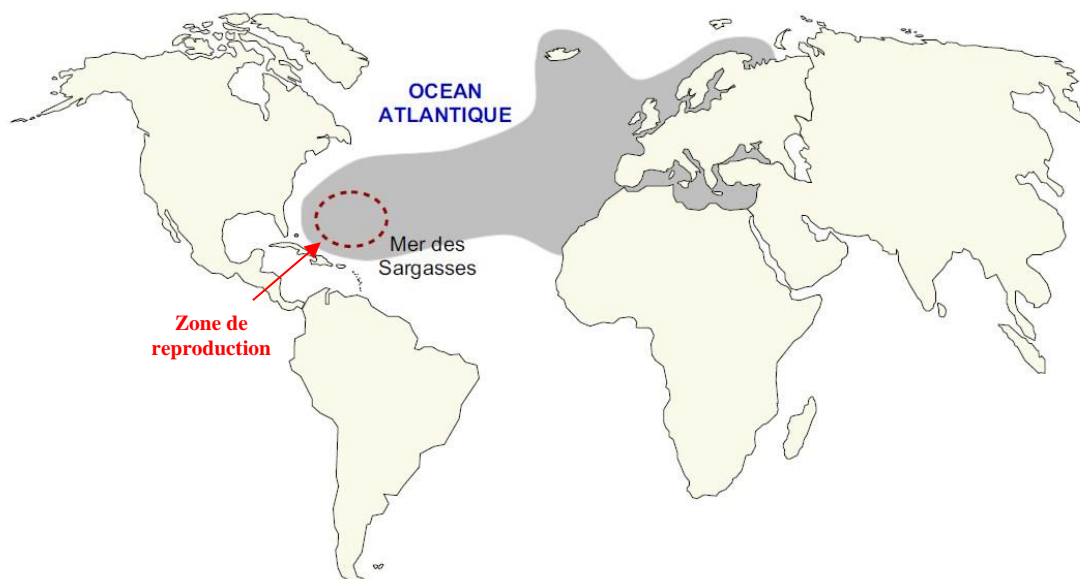 OCEAN
ATLANTIQUE
Mer des
Sargasses
Zone de
reproduction